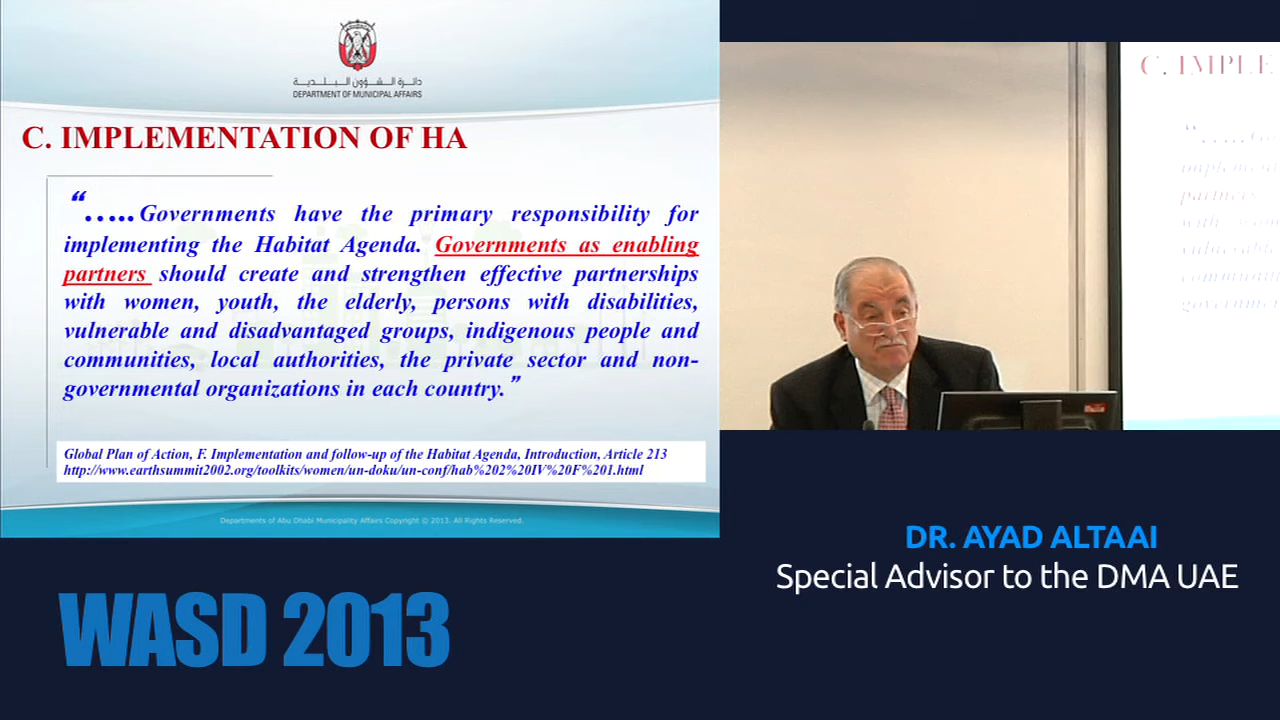 دائرة الشؤون البلدية
DEPARTMENT OF MUNICIPAL AFFAIRS
C. IMPLEMENTATION OF HA
“…..Governments have the primary responsibility for
implementing the Habitat Agenda. Governments as enabling
partners should create and strengthen effective partnerships
with women, youth, the elderly, persons with disabilities,
vulnerable and disadvantaged groups, indigenous people and
communities, local authorities, the private sector and non-
governmental organizations in each country.”
Global Plan of Action, F. Implementation and follow-up of the Habitat Agenda, Introduction, Article 213
http://www.earthsummit2002.org/toolkits/women/un-doku/un-conf/hab%202%20IV%20F%201.html
Departments of Abu Dhabi Municipality Affairs Copyright © 2013. All Rights Reserved.
C. IMPLE
partners
governmen
DR. AYAD ALTAAI
Special Advisor to the DMA UAE
WASD 2013